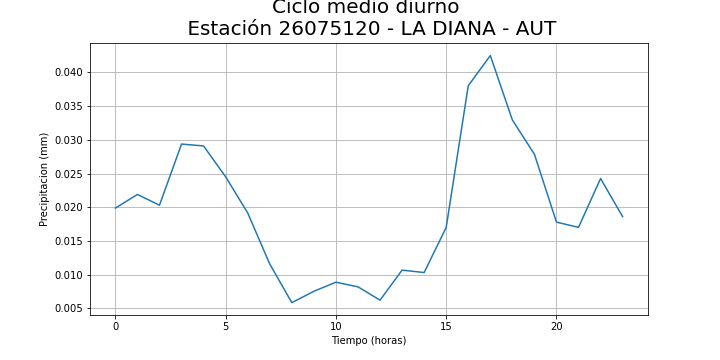 Ciclo medio diurno
Estación 26075120 - LA DIANA - AUT
0.040
0.035
0.030
0.025
0.020
0.015
0.010
0.005
Precipitacion (mm)
0 5 10 15 20
Tiempo (horas)